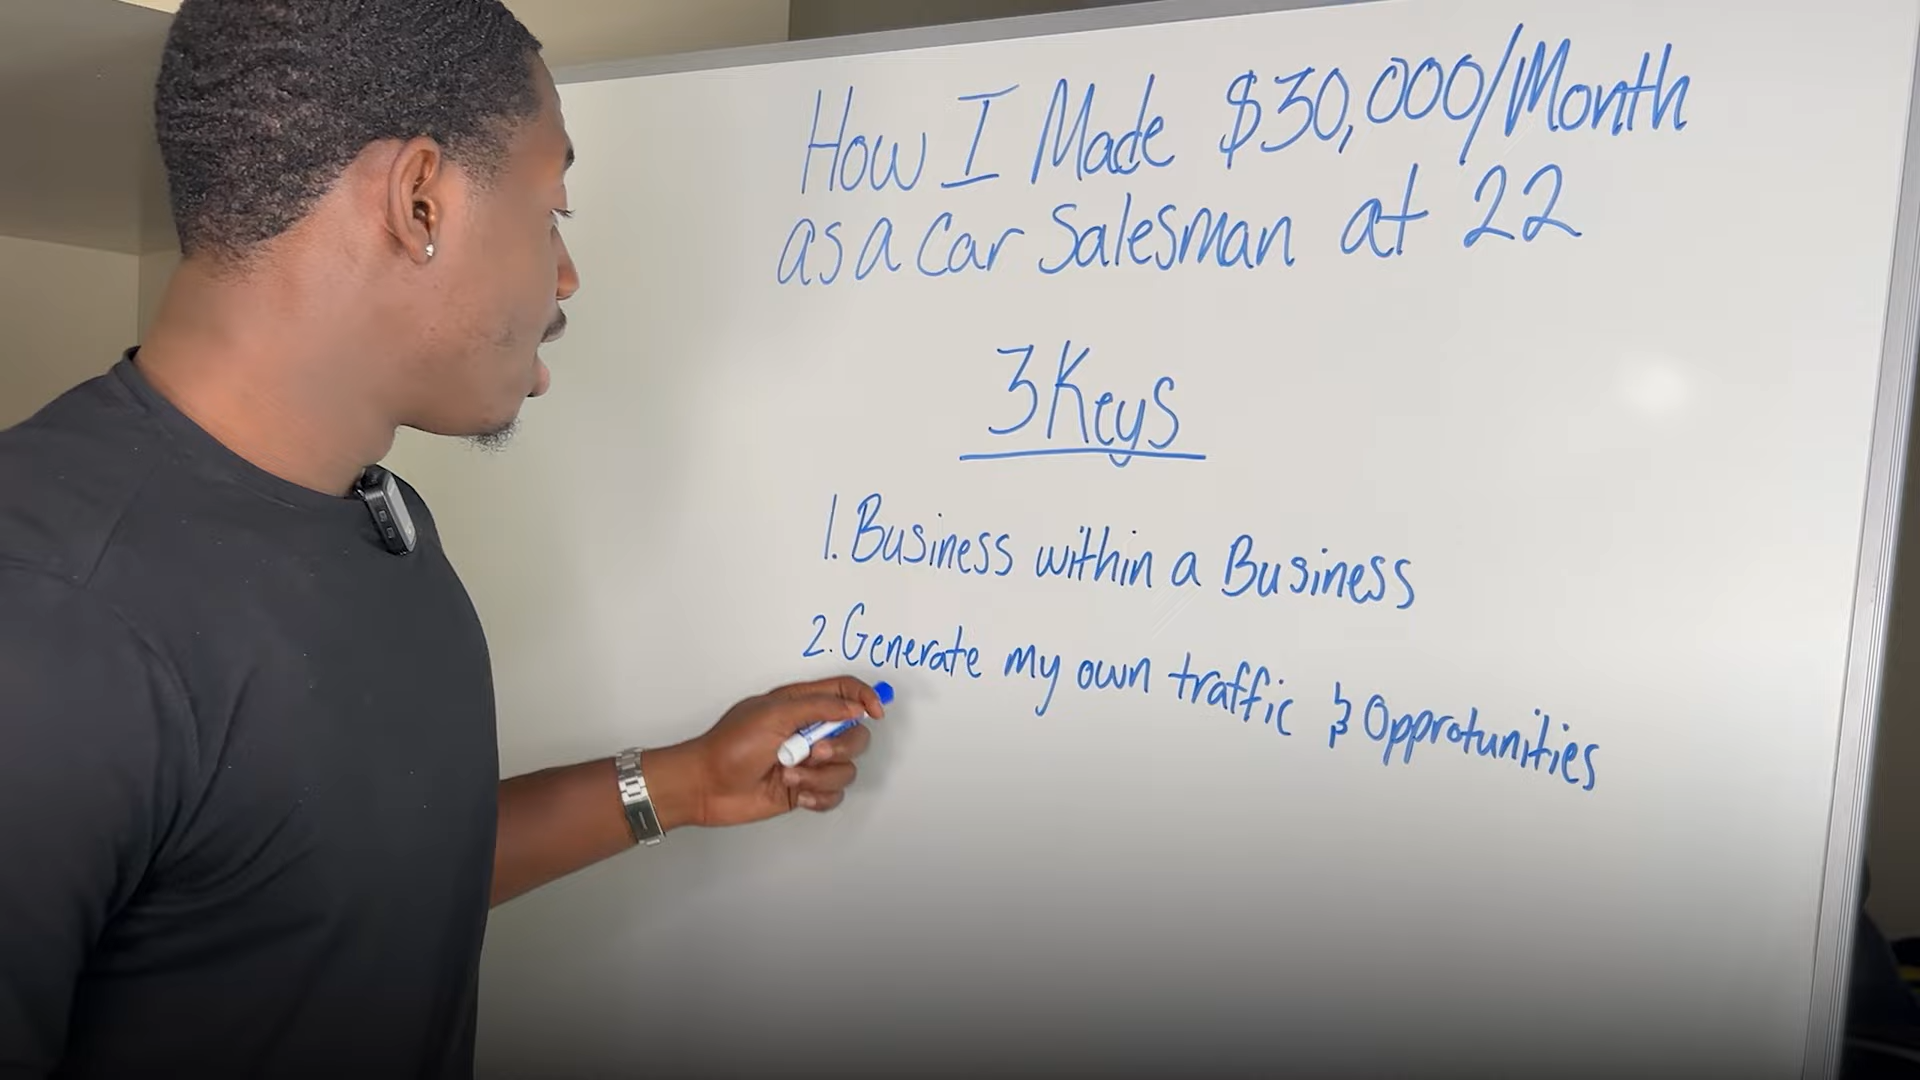 How I Made $30,000/Month
as a Car Salesman at 22
3 Keys
1. Business within a Business
2. Generate my own traffic & Opprotunities